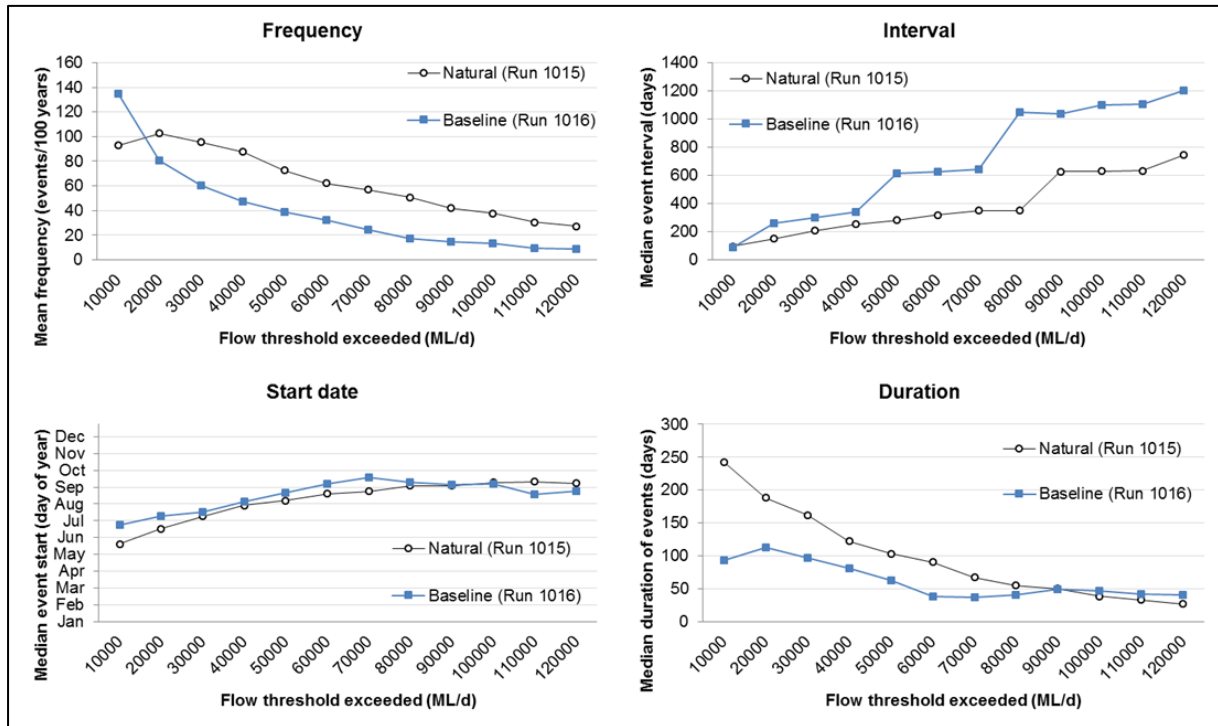 Frequency
Mean frequency (events/100 years)
160
140
120
100
80
60
40
20
0
Natural (Run 1015)
Baseline (Run 1016)
10000
20000
30000
40000
50000
60000
70000
80000
90000
100000
110000
120000
Flow threshold exceeded (ML/d)
Interval
Median event nterval (days)
1400
1200
1000
800
600
400
200
0
Natural (Run 1015)
Baseline (Run 1016)
10000
20000
30000
40000
50000
60000
70000
80000
90000
100000
110000
120000
Flow threshold exceeded (ML/d)
Start date
Median event start (day of year)
Dec
Nov
Oct
Sep
Aug
Jul
Jun
May
Apr
Mar
Feb
Jan
Natural (Run 1015)
Baseline (Run 1016)
10000
20000
30000
40000
50000
60000
70000
80000
90000
100000
110000
120000
Flow threshold exceeded (ML/d)
Duration
Median duration of events (days)
300
250
200
150
100
50
0
Natural (Run 1015)
Baseline (Run 1016)
10000
20000
30000
40000
50000
60000
70000
80000
90000
100000
110000
120000
Flow threshold exceeded (ML/d)